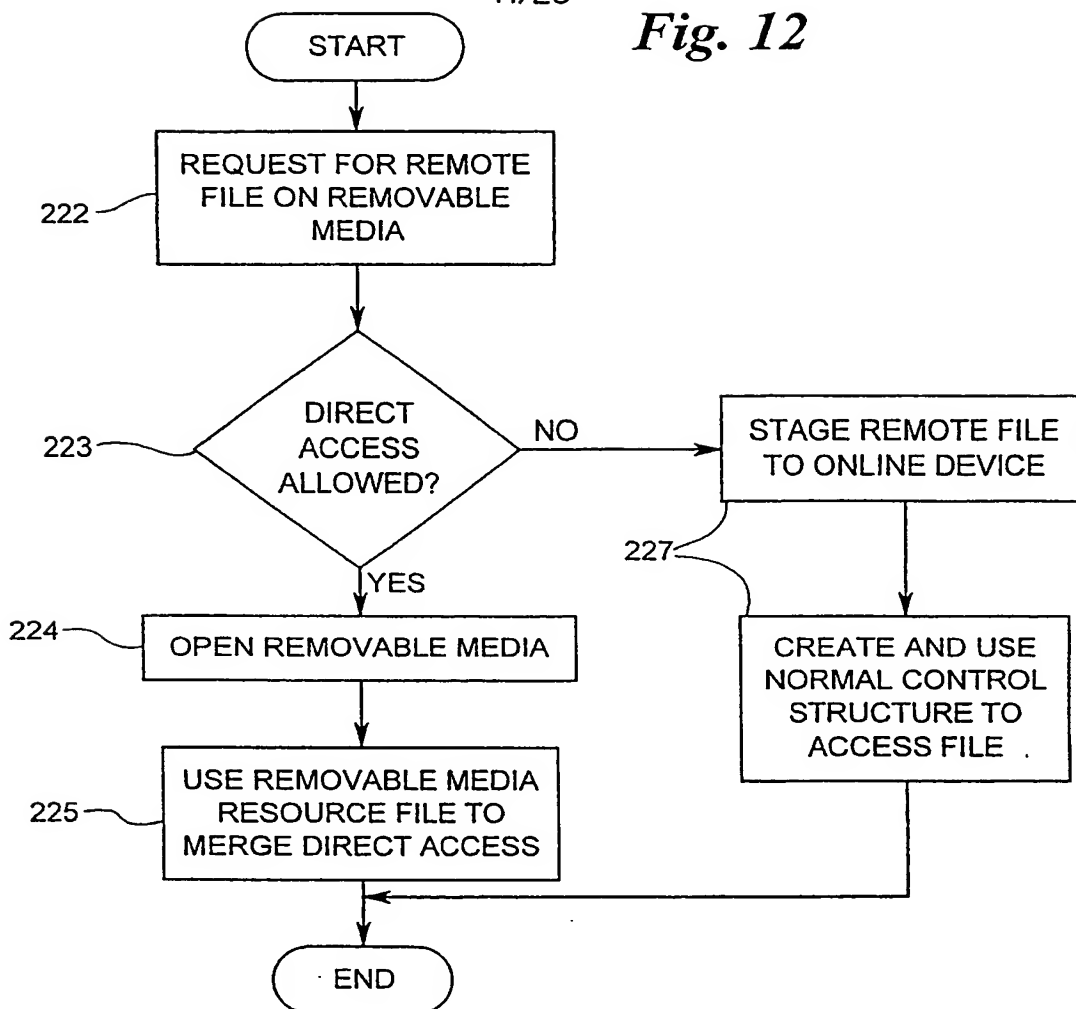 Fig. 12
START
222
REQUEST FOR REMOTE
FILE ON REMOVABLE
MEDIA
223
DIRECT
ACCESS
ALLOWED?
NO
STAGE REMOTE FILE
TO ONLINE DEVICE
227
YES
224
OPEN REMOVABLE MEDIA
CREATE AND USE
NORMAL CONTROL
STRUCTURE TO
ACCESS FILE
225
USE REMOVABLE MEDIA
RESOURCE FILE TO
MERGE DIRECT ACCESS
END